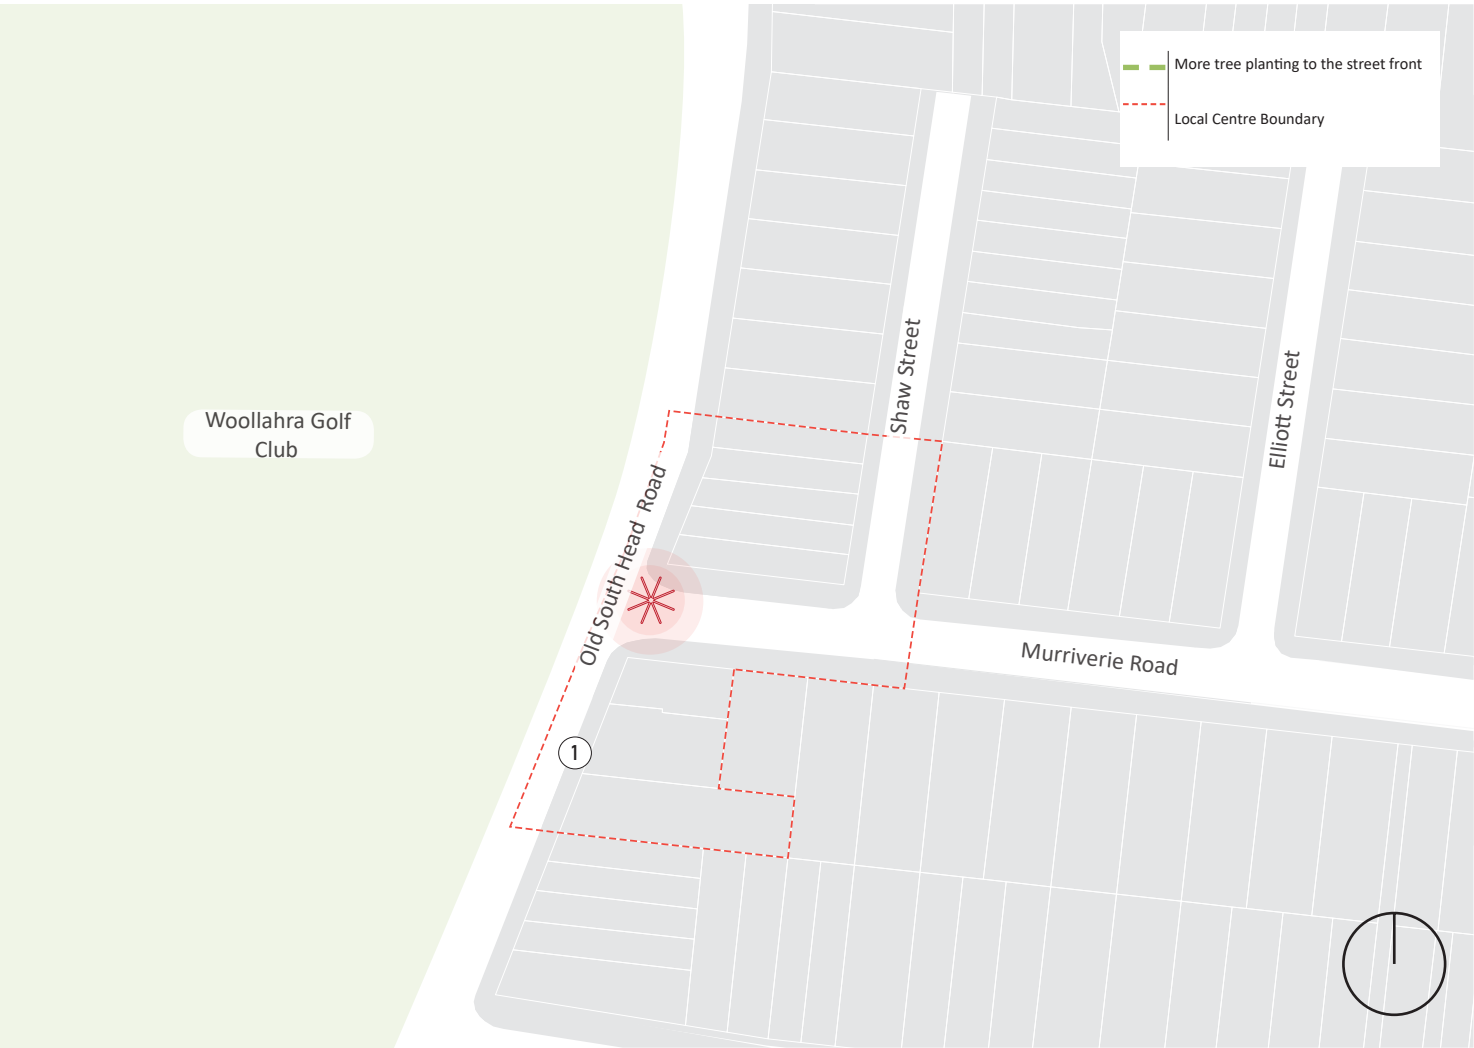 More tree planting to the street front
Local Centre Boundary
Shaw Street
Elliott Street
Woollahra Golf
Club
Old South Head Road
Murriverie Road
1